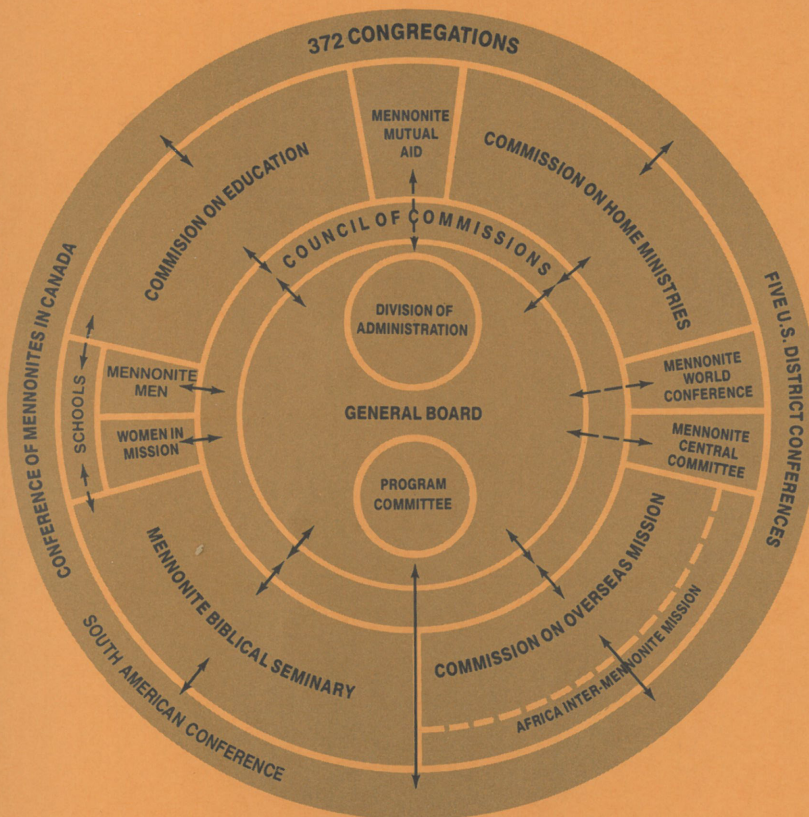 372 CONGREGATIONS
MENNONITE
MUTUAL
AID
COMMISION ON EDUCATION
COMMISSION ON HOME MINISTRIES
COUNCIL OF COMMISSIONS
CONFERENCE OF MENNONITES IN CANADA
FIVE U.S. DISTRICT CONFERENCES
DIVISION OF
ADMINISTRATION
SCHOOLS
MENNONITE
MEN
WOMEN IN
MISSION
GENERAL BOARD
MENNONITE
WORLD
CONFERENCE
MENNONITE
CENTRAL
COMMITTEE
PROGRAM
COMMITTEE
MENNONITE BIBLICAL SEMINARY
COMMISSION ON OVERSEAS MISSION
AFRICA INTER-MENNONITE MISSION
SOUTH AMERICAN CONFERENCE